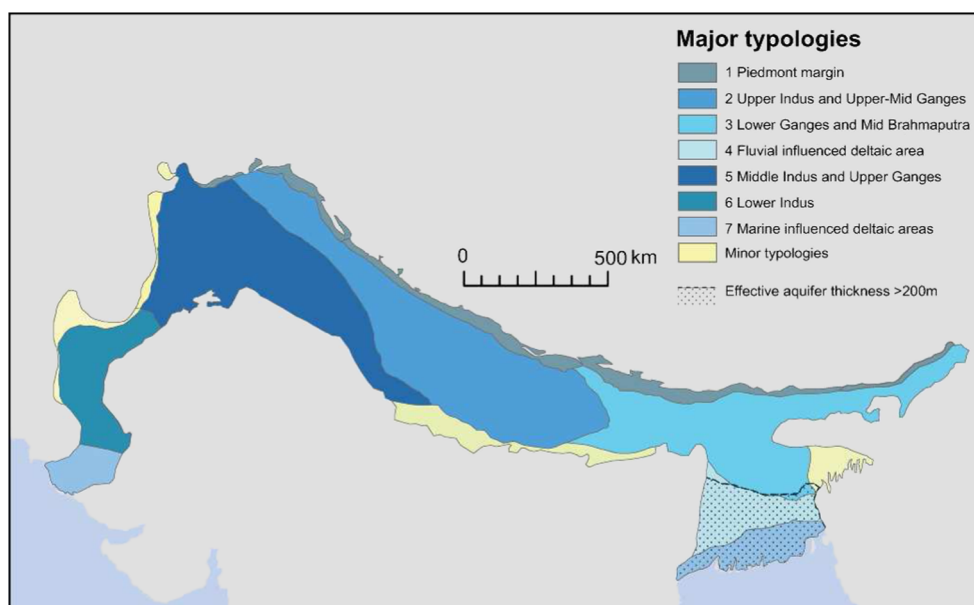 Major typologies
1 Piedmont margin
2 Upper Indus and Upper-Mid Ganges
3 Lower Ganges and Mid Brahmaputra
4 Fluvial influenced deltaic area
5 Middle Indus and Upper Ganges
6 Lower Indus
7 Marine influenced deltaic areas
Minor typologies
Effective aquifer thickness >200m
0 500 km